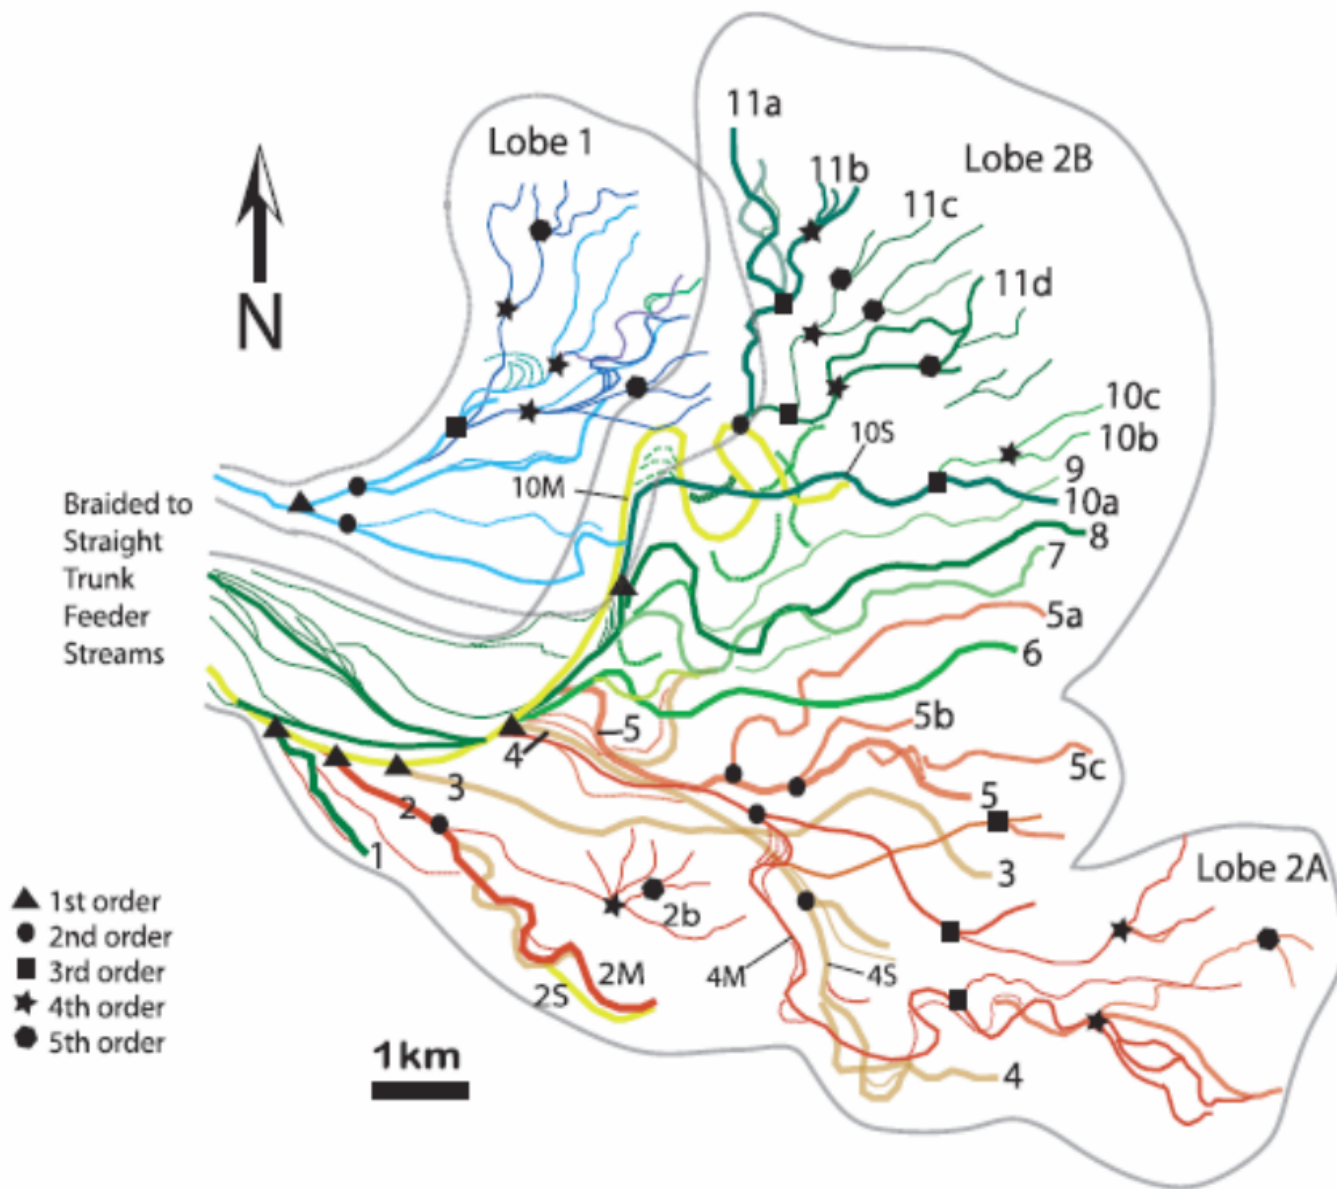 11a
Lobe 1
11b
Lobe 2B
11c
11d
N
10c
10S
10b
10M
9
10a
Braided to
Straight
Trunk
Feeder
Streams
8
7
5a
6
5b
5
4
5c
3
5
2
1
3
Lobe 2A
2b
1st order
2nd order
3rd order
4th order
5th order
2M
4M
4S
2S
1km
4